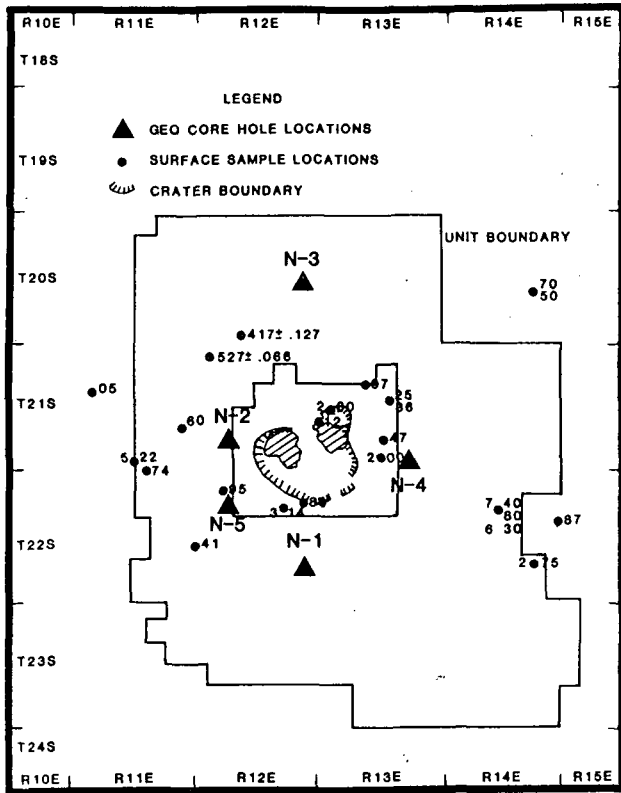 R10E R11E R12E R13E R14E R15E
T18S
LEGEND
GEO CORE HOLE LOCATIONS
SURFACE SAMPLE LOCATIONS
T19S
CRATER BOUNDARY
UNIT BOUNDARY
N-3
T20S
70
50
417± .127
527± .066
05
T21S
97
25
36
60
N-2
12
47
5 22
74
2 00
N-4
95
N-5
7 40
80
6 30
87
41
T22S
N-1
2 75
T23S
T24S
R10E R11E R12E R13E R14E R15E